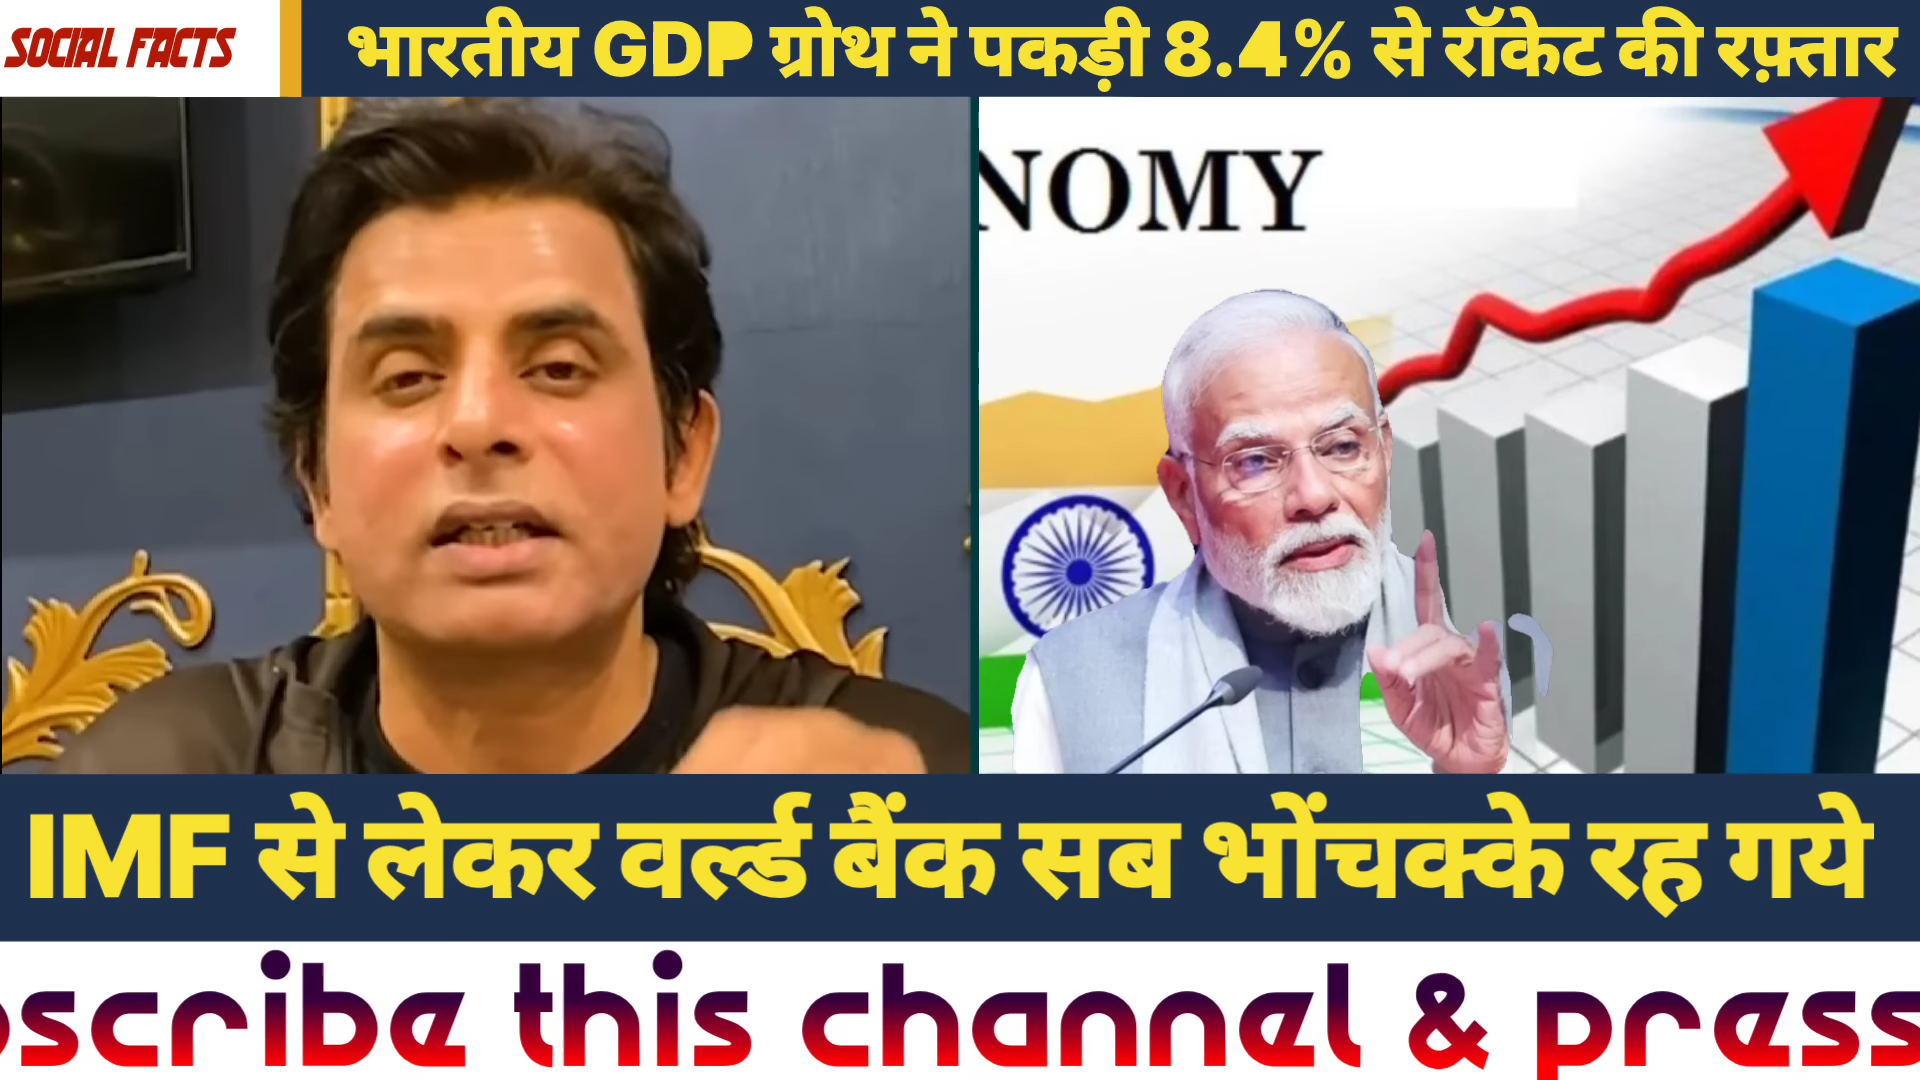 SOCIAL FACTS
भारतीय GDP ग्रोथ ने पकड़ी 8.4% से रॉकेट की रफ़्तार
NOMY
IMF से लेकर वर्ल्ड बैंक सब भोंचक्के रह गये
bscribe this channel & press